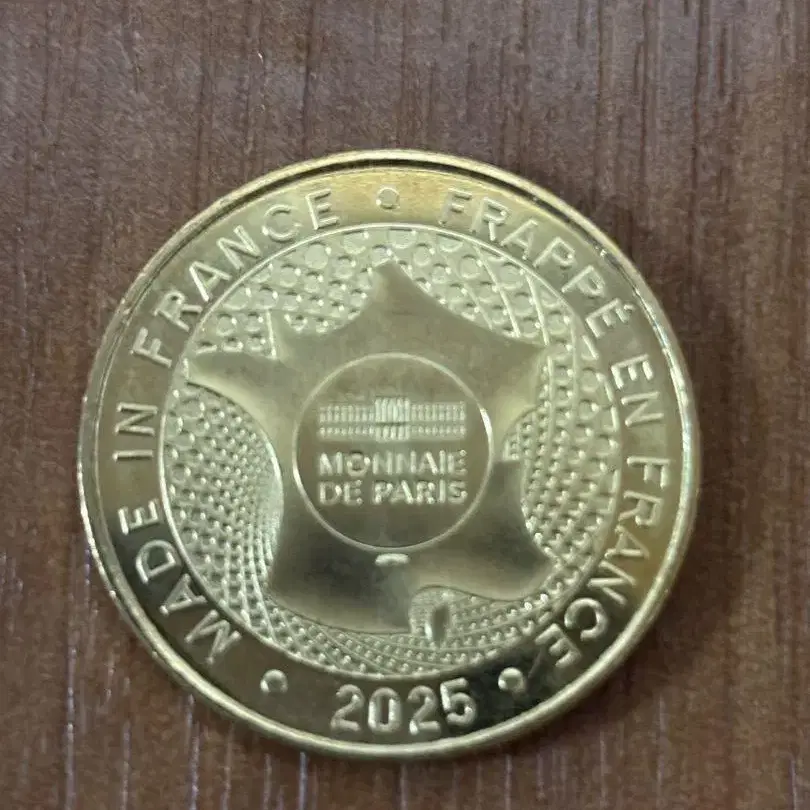 MADE IN FRANCE • FRAPPÉ EN FRANCE
MONNAIE
DE PARIS
• 2025 •